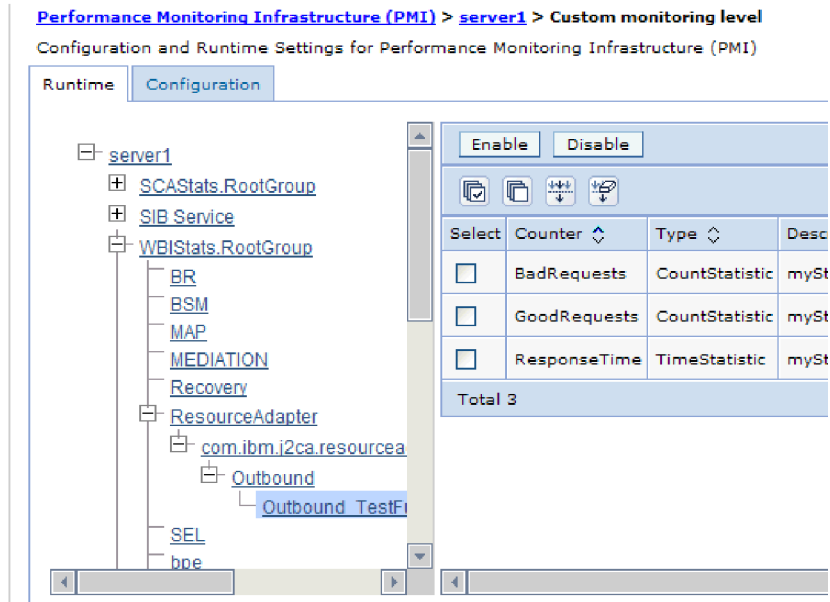 Performance Monitoring Infrastructure (PMI) > server1 > Custom monitoring level
Configuration and Runtime Settings for Performance Monitoring Infrastructure (PMI)
Runtime Configuration
server1
SCAStats.RootGroup
SIB Service
WBIStats.RootGroup
BR
BSM
MAP
MEDIATION
Recovery
ResourceAdapter
com.ibm.j2ca.resourcea
Outbound
Outbound_TestF
SEL
bpe
Enable Disable
Select Counter Type Desc
BadRequests CountStatistic mySt
GoodRequests CountStatistic mySt
ResponseTime TimeStatistic mySt
Total 3